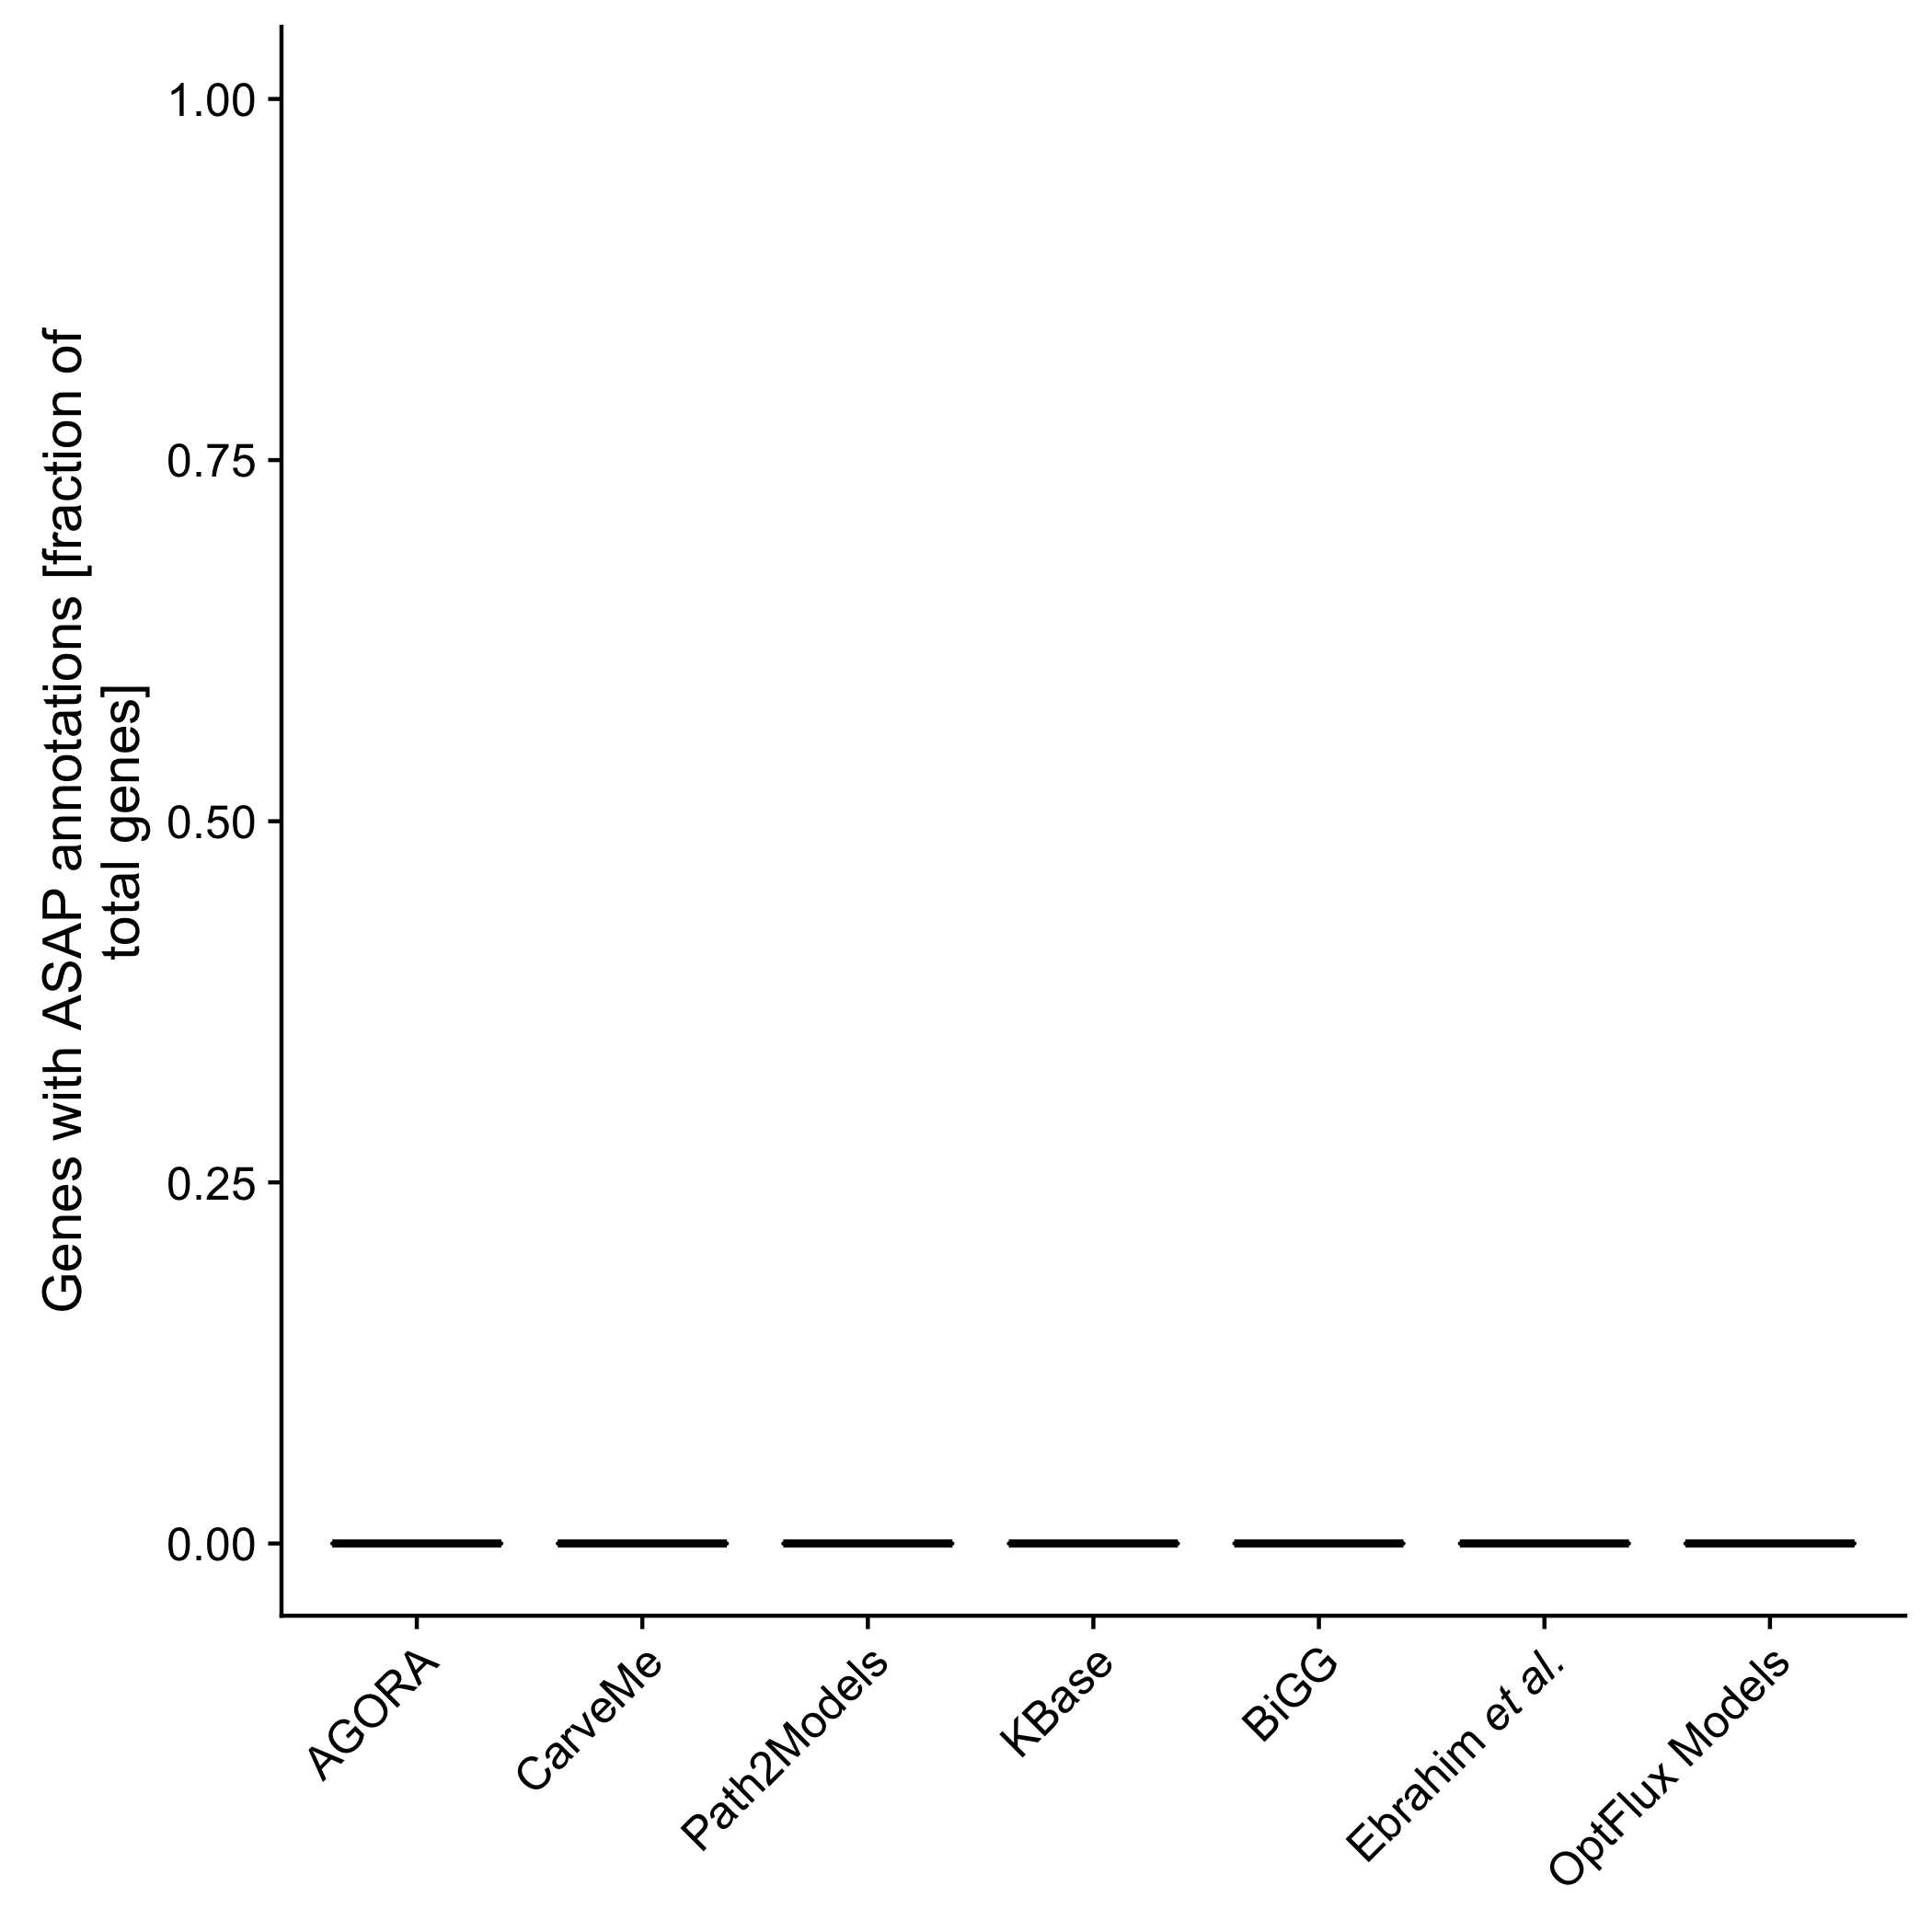 Genes with ASAP annotations [fraction of
total genes]
1.00
0.75
0.50
0.25
0.00
AGORA
CarveMe
Path2Models
KBase
BiGG
Ebrahim et al.
OptFlux Models